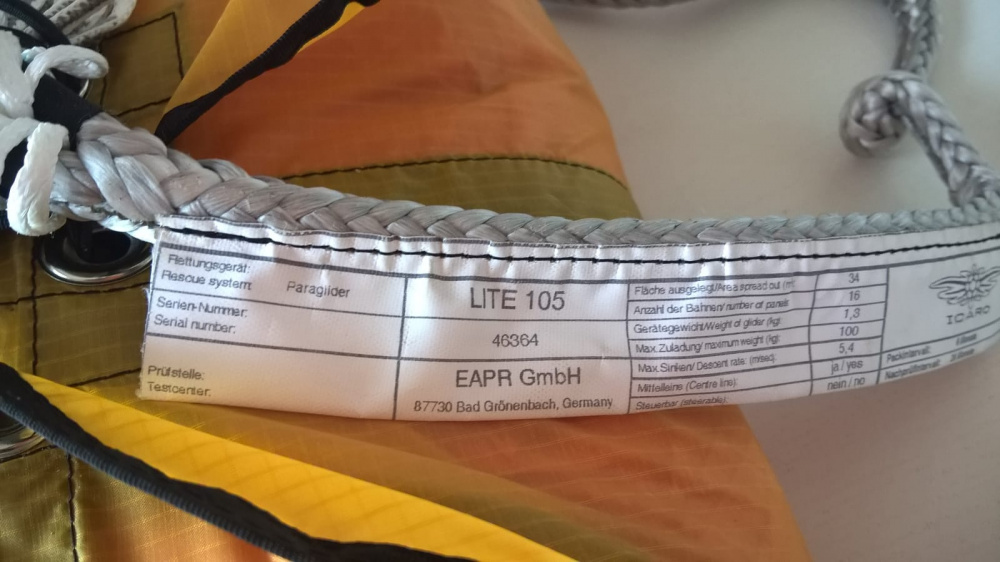 Rettungsgerät:
Rescue system: Paraglider
Serien-Nummer:
Serial number:
Prüfstelle:
Testcenter:
LITE 105
46364
EAPR GmbH
87730 Bad Grönenbach, Germany
Fläche ausgelegt/Area spread out 34
Anzahl der Bahnen/number of panels 16
Gerätegewicht/Weight of glider (kg): 1,3
Max.Zuladung/maximum weight (kg): 100
Max.Sinken/Descent rate: (m/sec): 5,4
Mittelleine (Centre line): ja / yes
Steuerbar (steerable): nein / no
ICARO
Packintervall:
Nachprüfintervall: